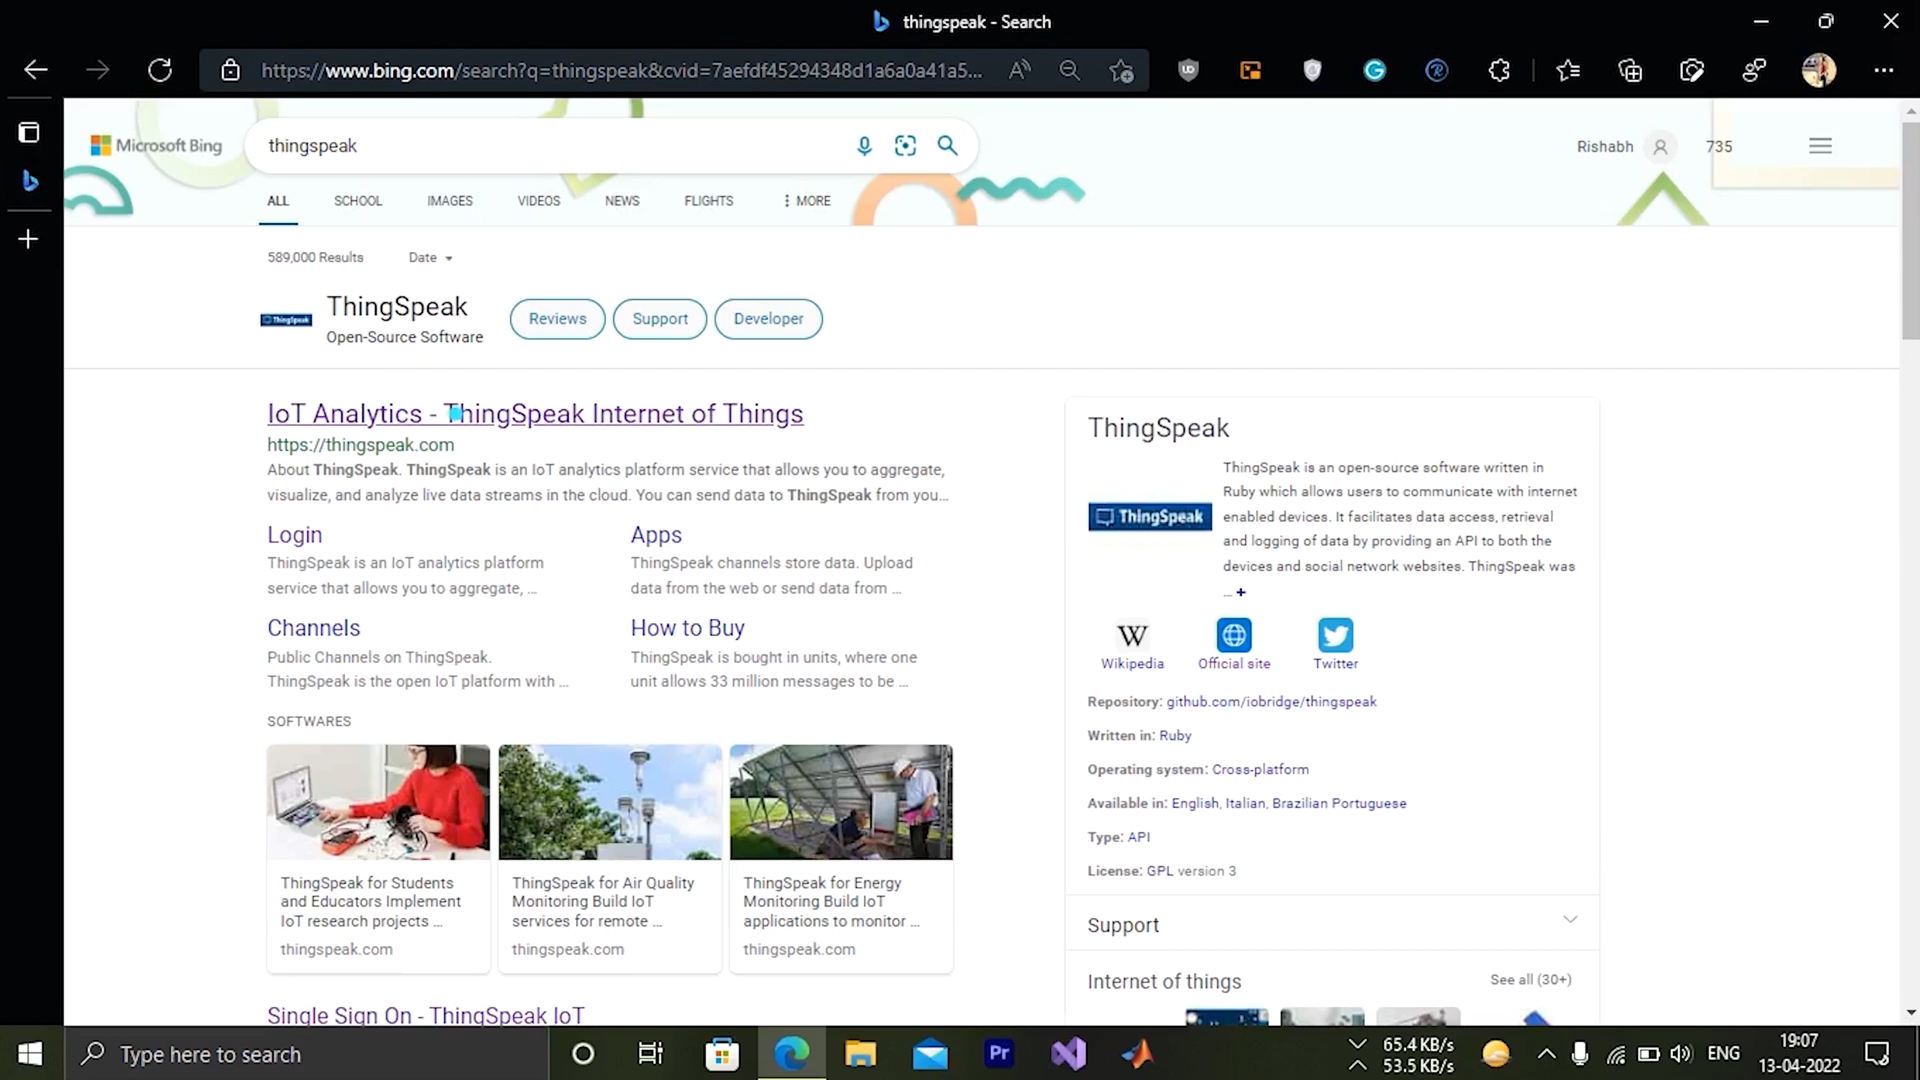 thingspeak - Search
https://www.bing.com/search?q=thingspeak&cvid=7aefdf45294348d1a6a0a41a5...
Microsoft Bing
thingspeak
Rishabh
735
ALL
SCHOOL
IMAGES
VIDEOS
NEWS
FLIGHTS
MORE
589,000 Results
Date
ThingSpeak
ThingSpeak
Open-Source Software
Reviews
Support
Developer
IoT Analytics - ThingSpeak Internet of Things
https://thingspeak.com
About ThingSpeak. ThingSpeak is an IoT analytics platform service that allows you to aggregate,
visualize, and analyze live data streams in the cloud. You can send data to ThingSpeak from you...
Login
ThingSpeak is an IoT analytics platform
service that allows you to aggregate, ...
Apps
ThingSpeak channels store data. Upload
data from the web or send data from ...
Channels
Public Channels on ThingSpeak.
ThingSpeak is the open IoT platform with ...
How to Buy
ThingSpeak is bought in units, where one
unit allows 33 million messages to be ...
SOFTWARES
ThingSpeak for Students
and Educators Implement
IoT research projects ...
thingspeak.com
ThingSpeak for Air Quality
Monitoring Build IoT
services for remote ...
thingspeak.com
ThingSpeak for Energy
Monitoring Build IoT
applications to monitor ...
thingspeak.com
Single Sign On - ThingSpeak IoT
ThingSpeak
ThingSpeak
ThingSpeak is an open-source software written in
Ruby which allows users to communicate with internet
enabled devices. It facilitates data access, retrieval
and logging of data by providing an API to both the
devices and social network websites. ThingSpeak was
... +
W
Wikipedia
Official site
Twitter
Repository: github.com/iobridge/thingspeak
Written in: Ruby
Operating system: Cross-platform
Available in: English, Italian, Brazilian Portuguese
Type: API
License: GPL version 3
Support
Internet of things
See all (30+)
Type here to search
Pr
65.4 KB/s
53.5 KB/s
ENG
19:07
13-04-2022